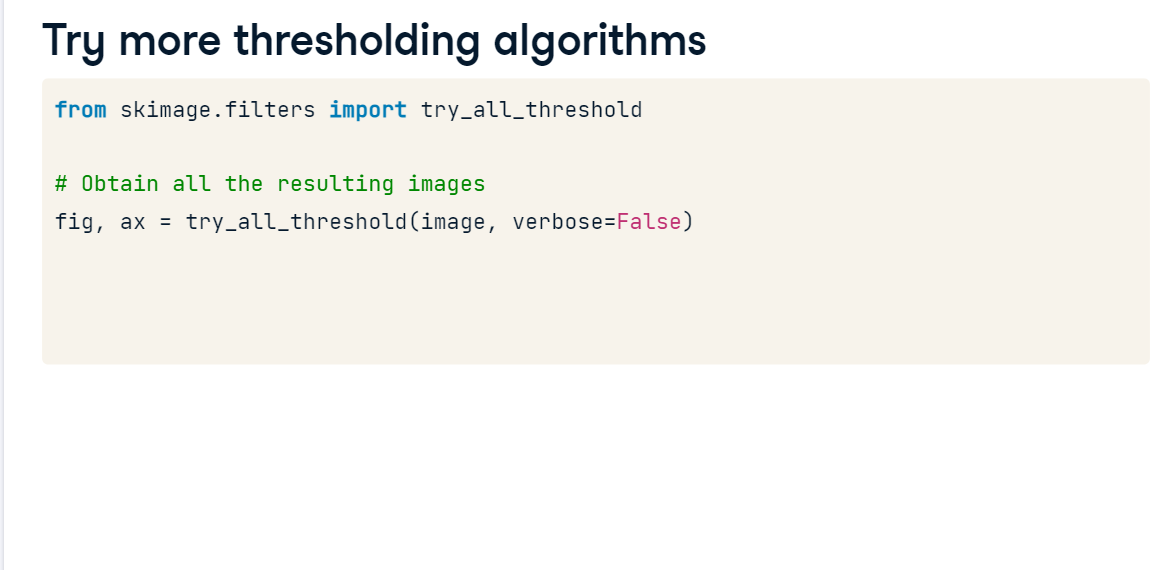 Try more thresholding algorithms
from skimage.filters import try_all_threshold
# Obtain all the resulting images
fig, ax = try_all_threshold(image, verbose=False)